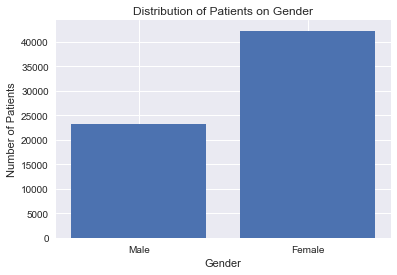 Distribution of Patients on Gender
Number of Patients
40000
35000
30000
25000
20000
15000
10000
5000
0
Male Female
Gender